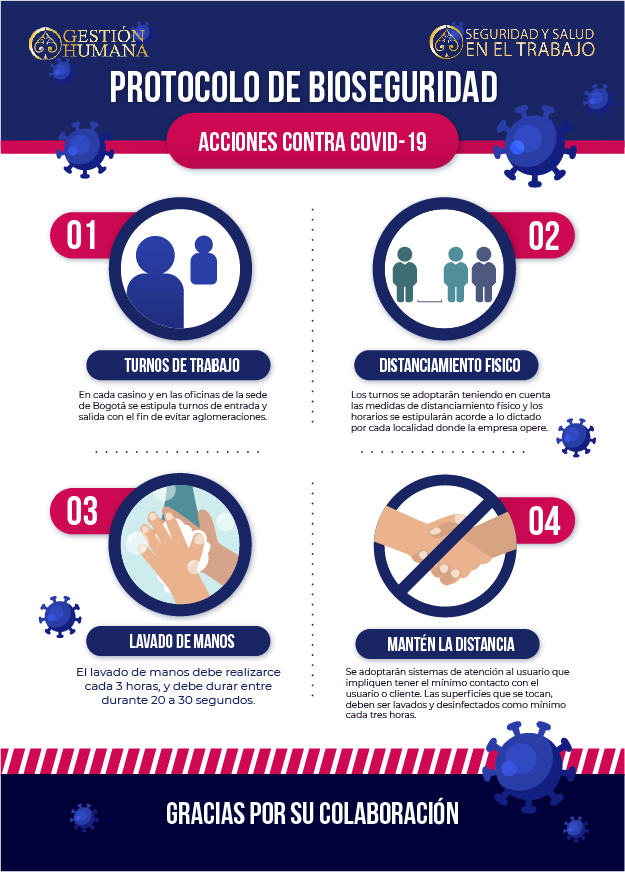 GESTIÓN
HUMANA
SEGURIDAD Y SALUD
EN EL TRABAJO
PROTOCOLO DE BIOSEGURIDAD
ACCIONES CONTRA COVID-19
01
TURNOS DE TRABAJO
En cada casino y en las oficinas de la sede
de Bogotá se estipula turnos de entrada y
salida con el fin de evitar aglomeraciones.
02
DISTANCIAMIENTO FISICO
Los turnos se adoptarán teniendo en cuenta
las medidas de distanciamiento físico y los
horarios se estipularán acorde a lo dictado
por cada localidad donde la empresa opere.
03
LAVADO DE MANOS
El lavado de manos debe realizarce
cada 3 horas, y debe durar entre
durante 20 a 30 segundos.
04
MANTÉN LA DISTANCIA
Se adoptarán sistemas de atención al usuario que
impliquen tener el mínimo contacto con el
usuario o cliente. Las superficies que se tocan,
deben ser lavados y desinfectados como mínimo
cada tres horas.
GRACIAS POR SU COLABORACIÓN